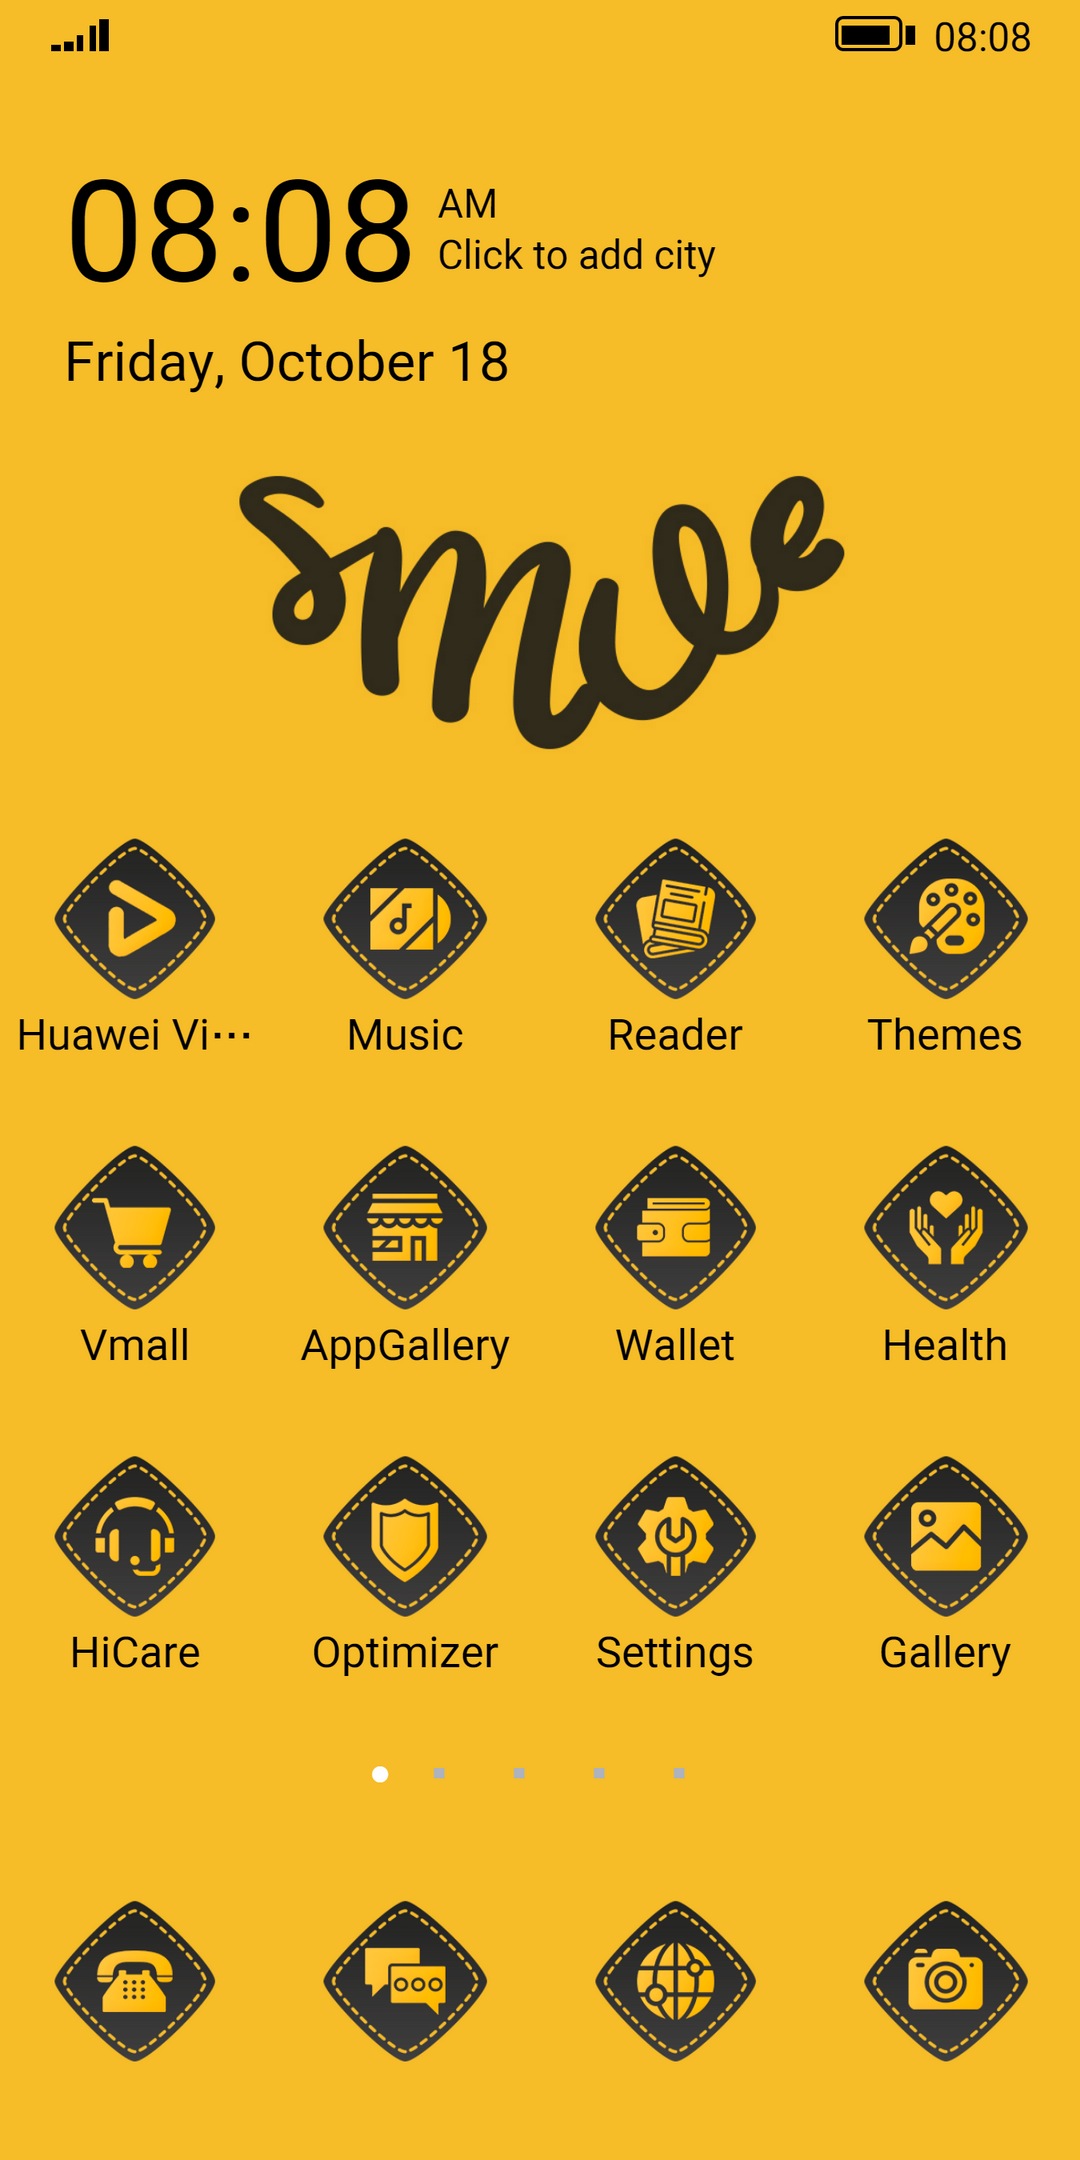 08:08
08:08
AM
Click to add city
Friday, October 18
smile
Huawei Vi…
Music
Reader
Themes
Vmall
AppGallery
Wallet
Health
HiCare
Optimizer
Settings
Gallery